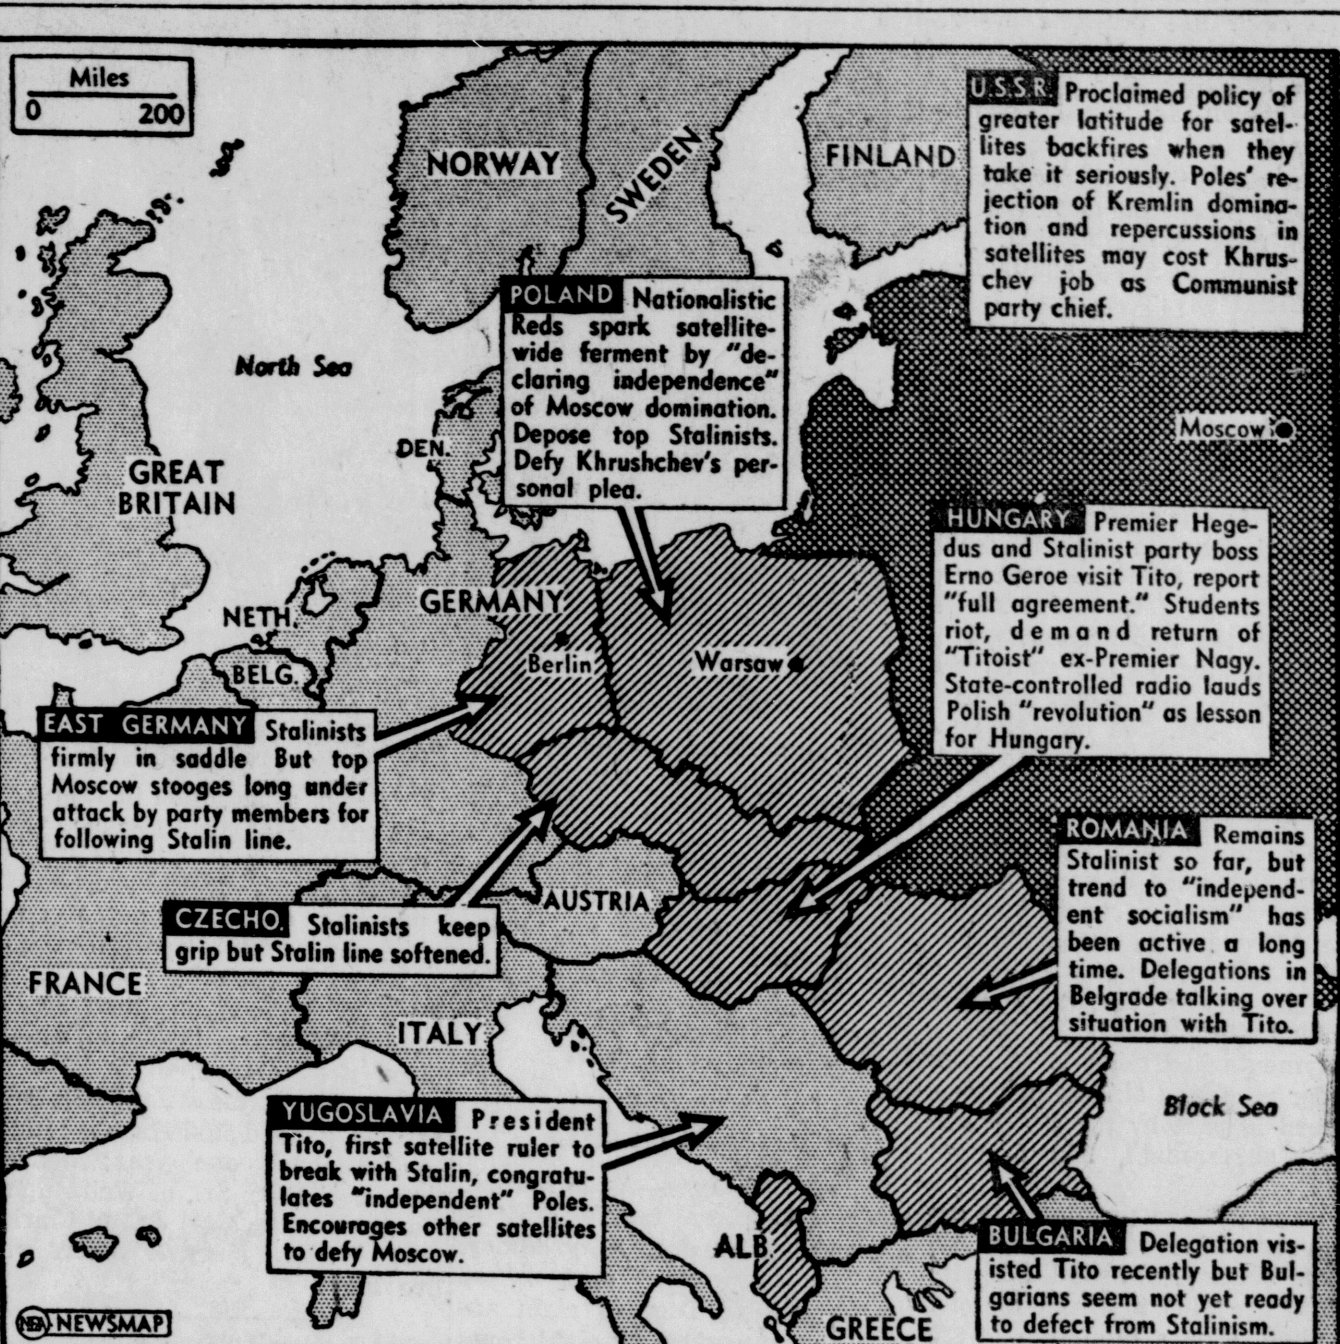 Miles
0 200
NORWAY
SWEDEN
FINLAND
U.S.S.R. Proclaimed policy of
greater latitude for satel-
lites backfires when they
take it seriously. Poles' re-
jection of Kremlin domina-
tion and repercussions in
satellites may cost Khrus-
chev job as Communist
party chief.
POLAND Nationalistic
Reds spark satellite-
wide ferment by "de-
claring independence"
of Moscow domination.
Depose top Stalinists.
Defy Khrushchev's per-
sonal plea.
North Sea
Moscow
DEN.
GREAT
BRITAIN
HUNGARY Premier Hege-
dus and Stalinist party boss
Erno Geroe visit Tito, report
"full agreement." Students
riot, demand return of
"Titoist" ex-Premier Nagy.
State-controlled radio lauds
Polish "revolution" as lesson
for Hungary.
NETH.
GERMANY
BELG.
Berlin
Warsaw
EAST GERMANY Stalinists
firmly in saddle But top
Moscow stooges long under
attack by party members for
following Stalin line.
ROMANIA Remains
Stalinist so far, but
trend to "independ-
ent socialism" has
been active a long
time. Delegations in
Belgrade talking over
situation with Tito.
AUSTRIA
CZECHO. Stalinists keep
grip but Stalin line softened.
FRANCE
ITALY
YUGOSLAVIA President
Tito, first satellite ruler to
break with Stalin, congratu-
lates "independent" Poles.
Encourages other satellites
to defy Moscow.
Black Sea
ALB.
BULGARIA Delegation vis-
isted Tito recently but Bul-
garians seem not yet ready
to defect from Stalinism.
GREECE
NEA NEWSMAP